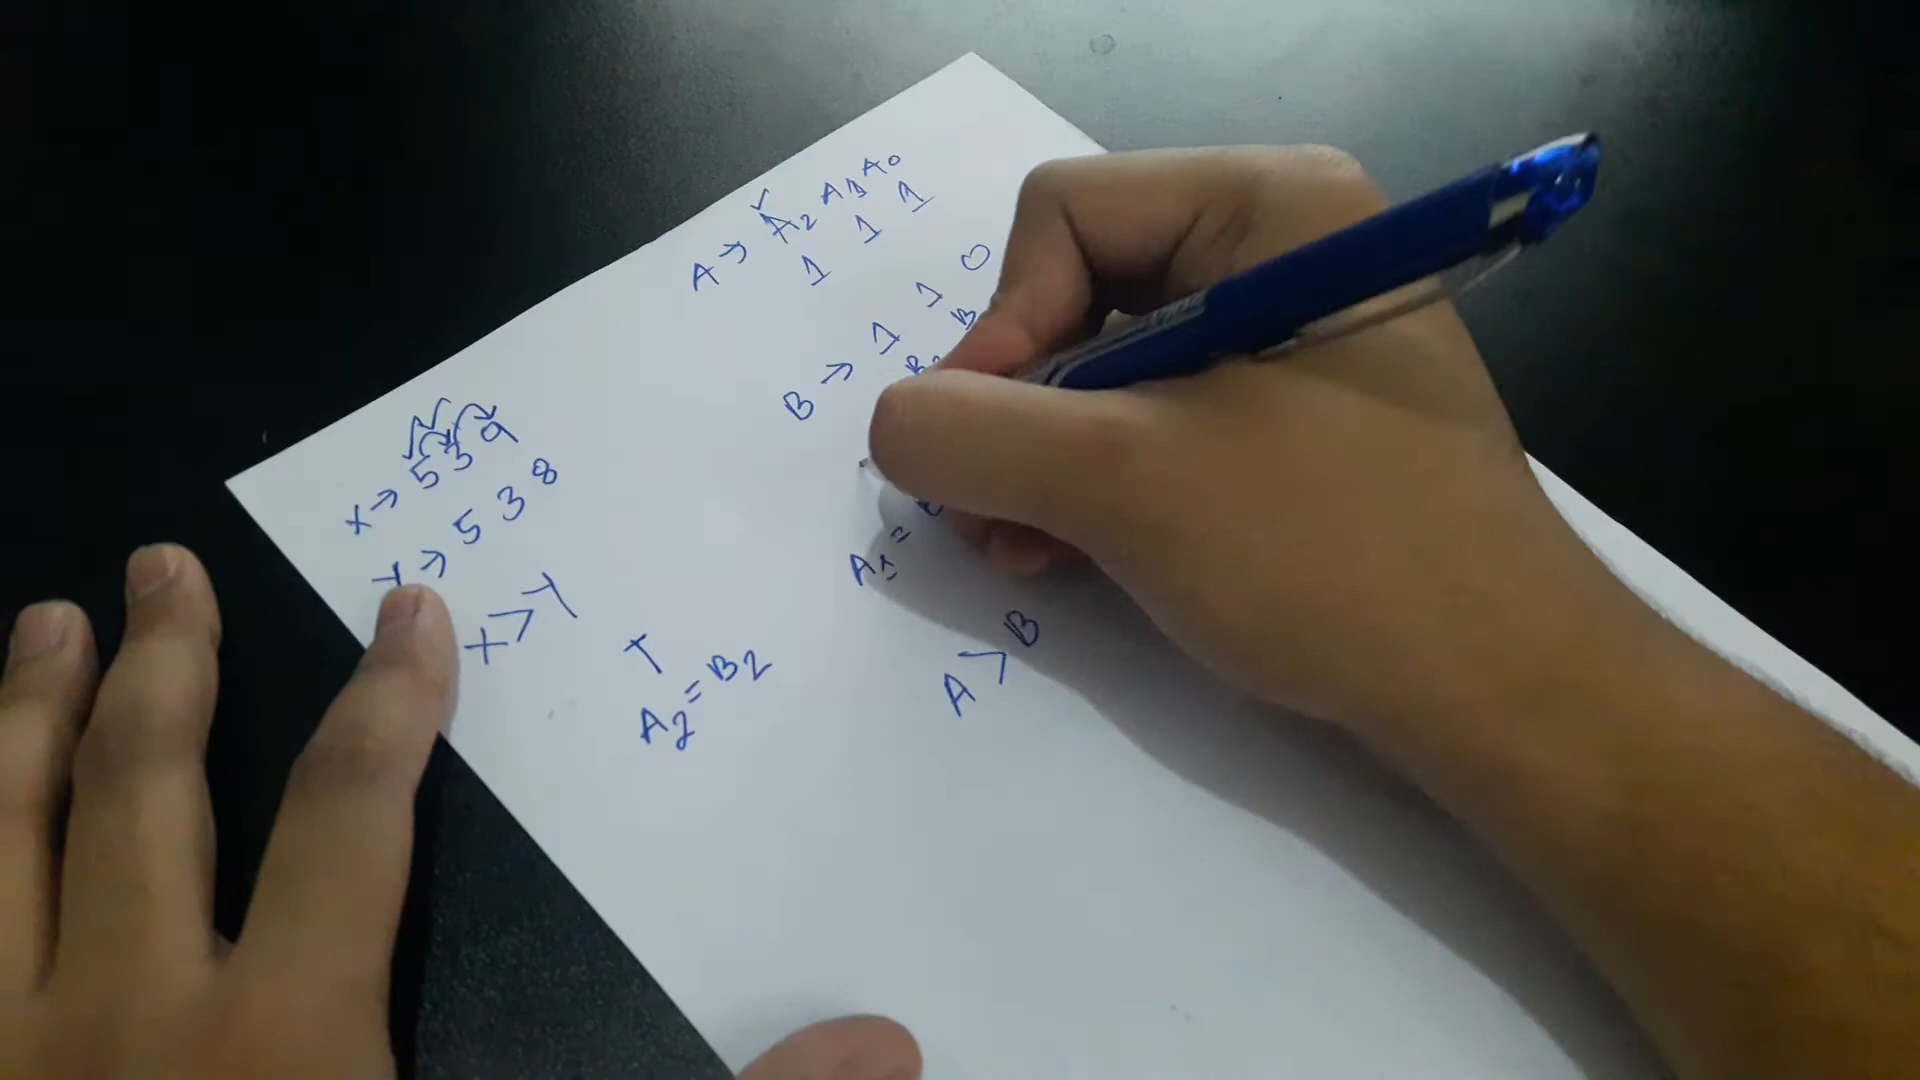 A → A2 A1 A0
1 1 1
B → 1 1 0
X → 5 3 9
Y → 5 3 8
X > Y
A2 = B2
A1 =
A > B